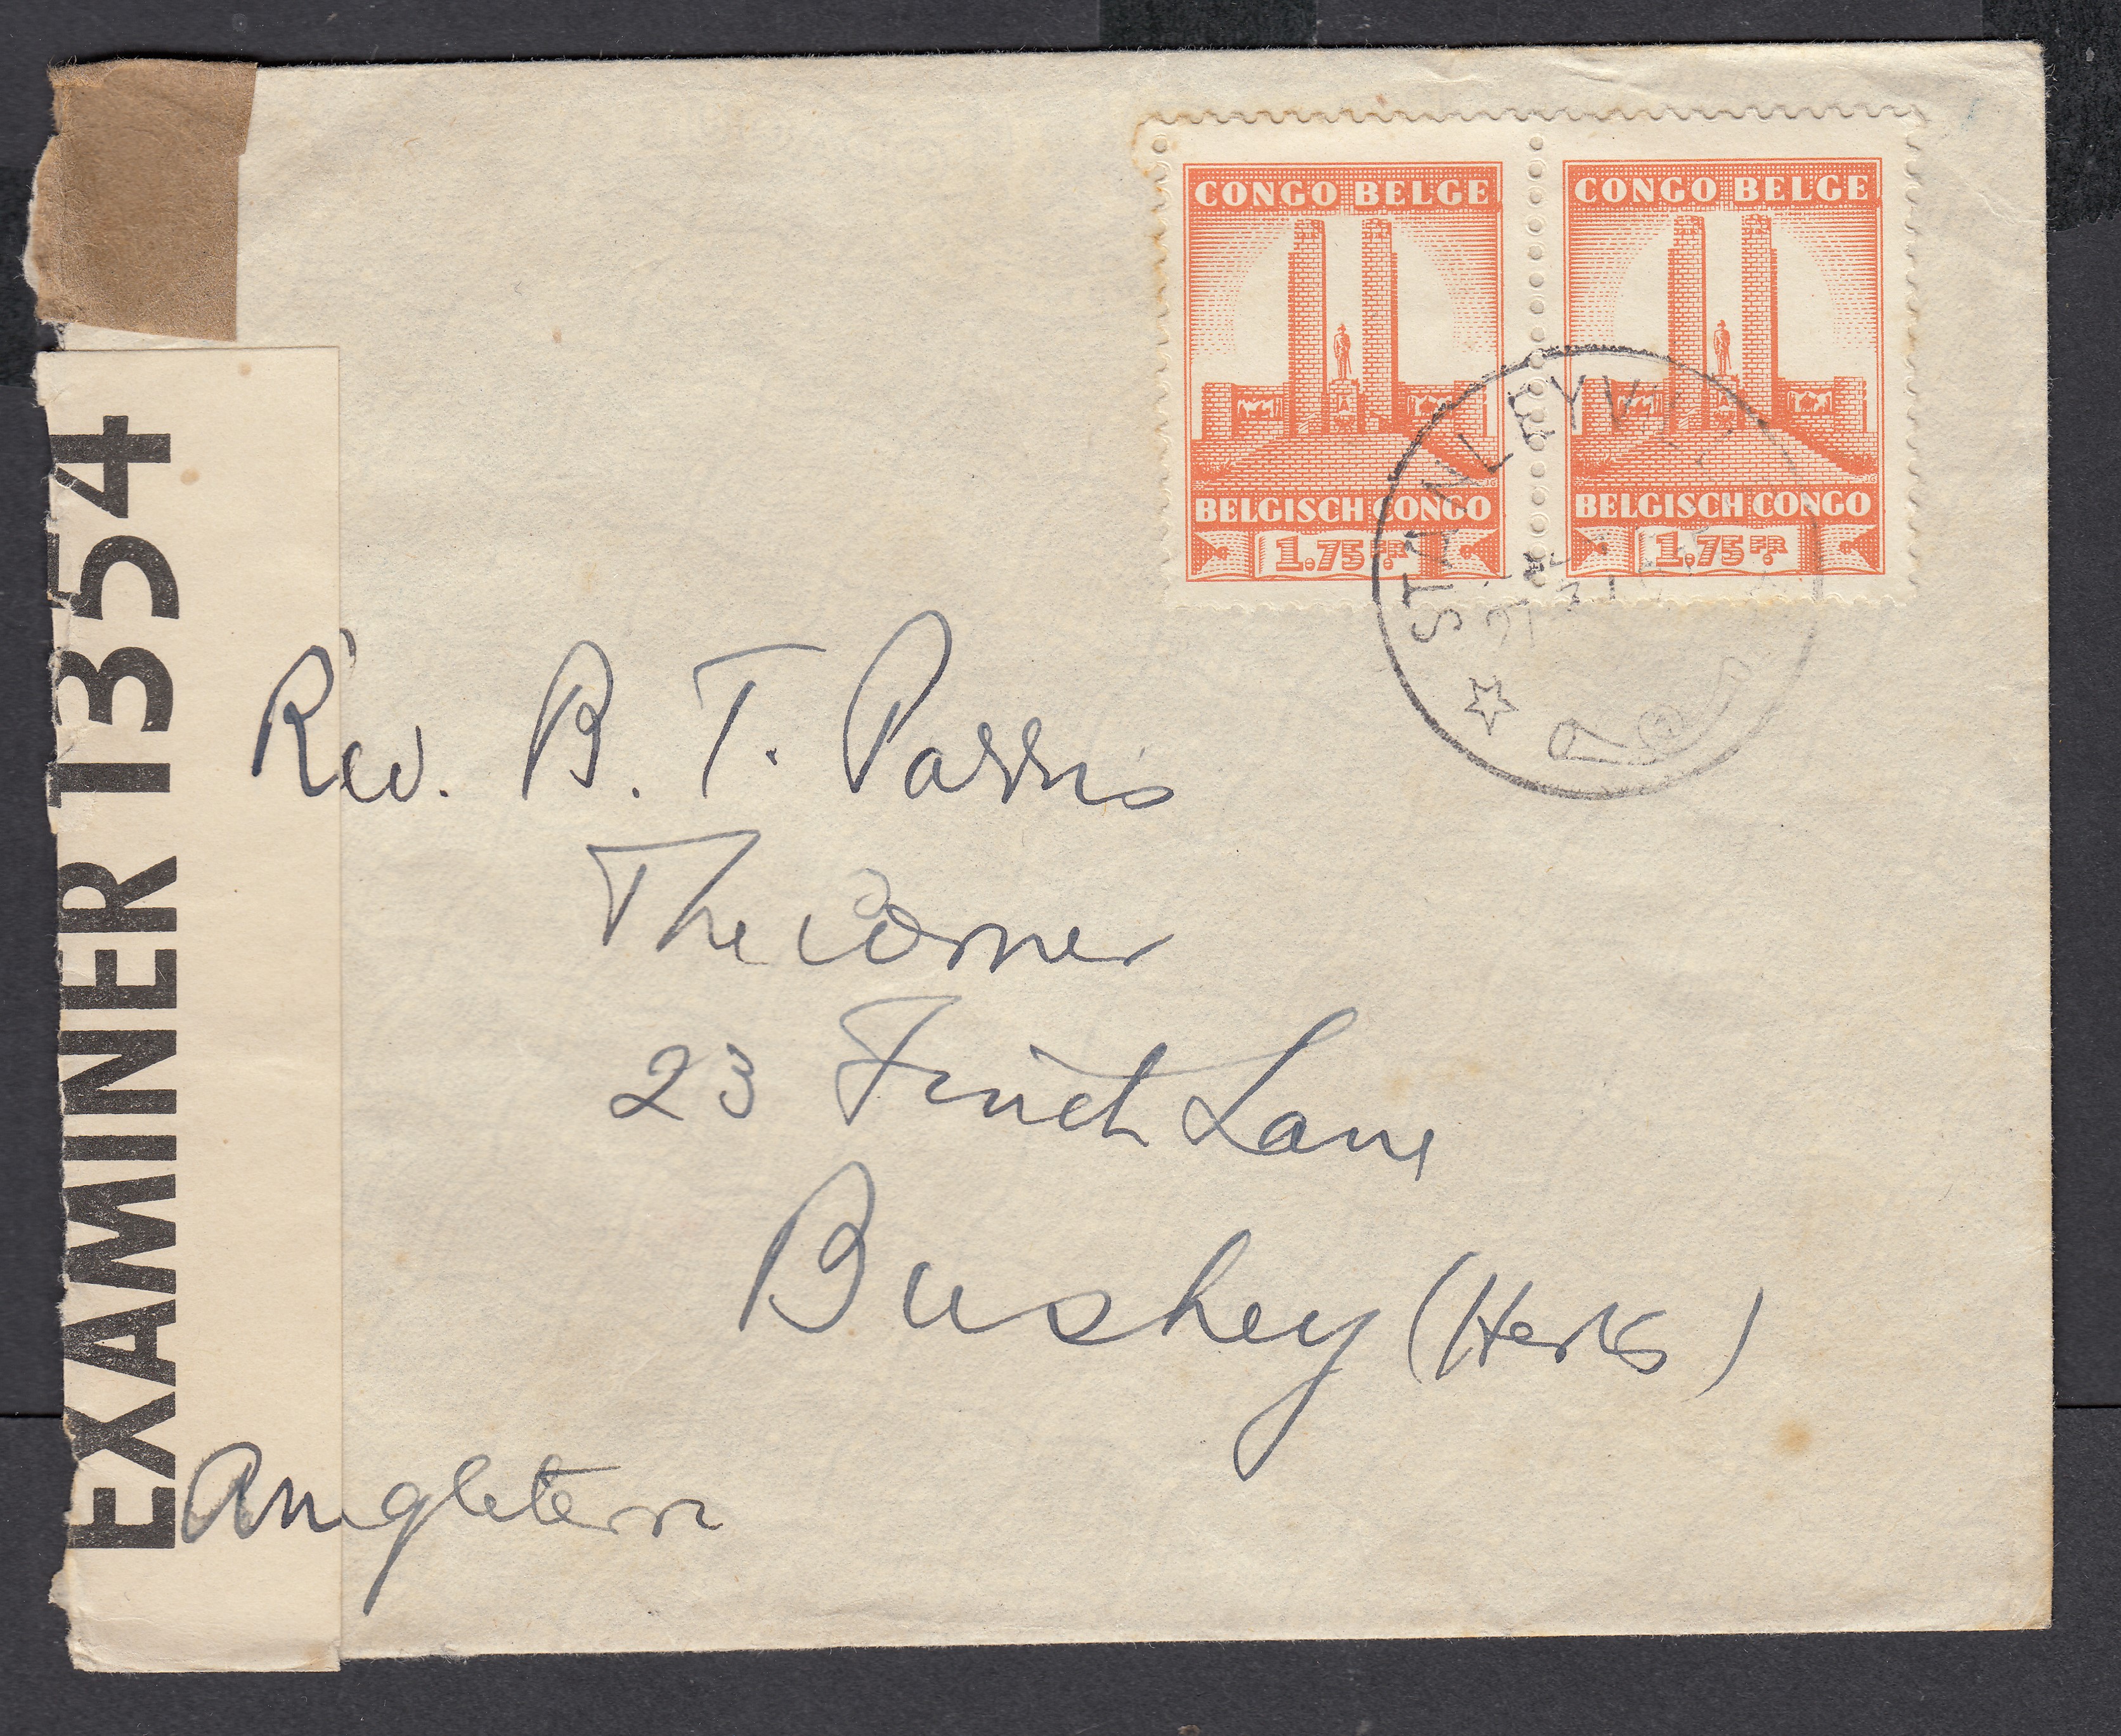 CONGO BELGE
BELGISCH CONGO
1.75 FR
CONGO BELGE
BELGISCH CONGO
1.75 FR
STANLEYVILLE
EXAMINER 1354
Rev. B. T. Parris
The Corner
23 Finch Lane
Bushey (Herts)
Angleterre